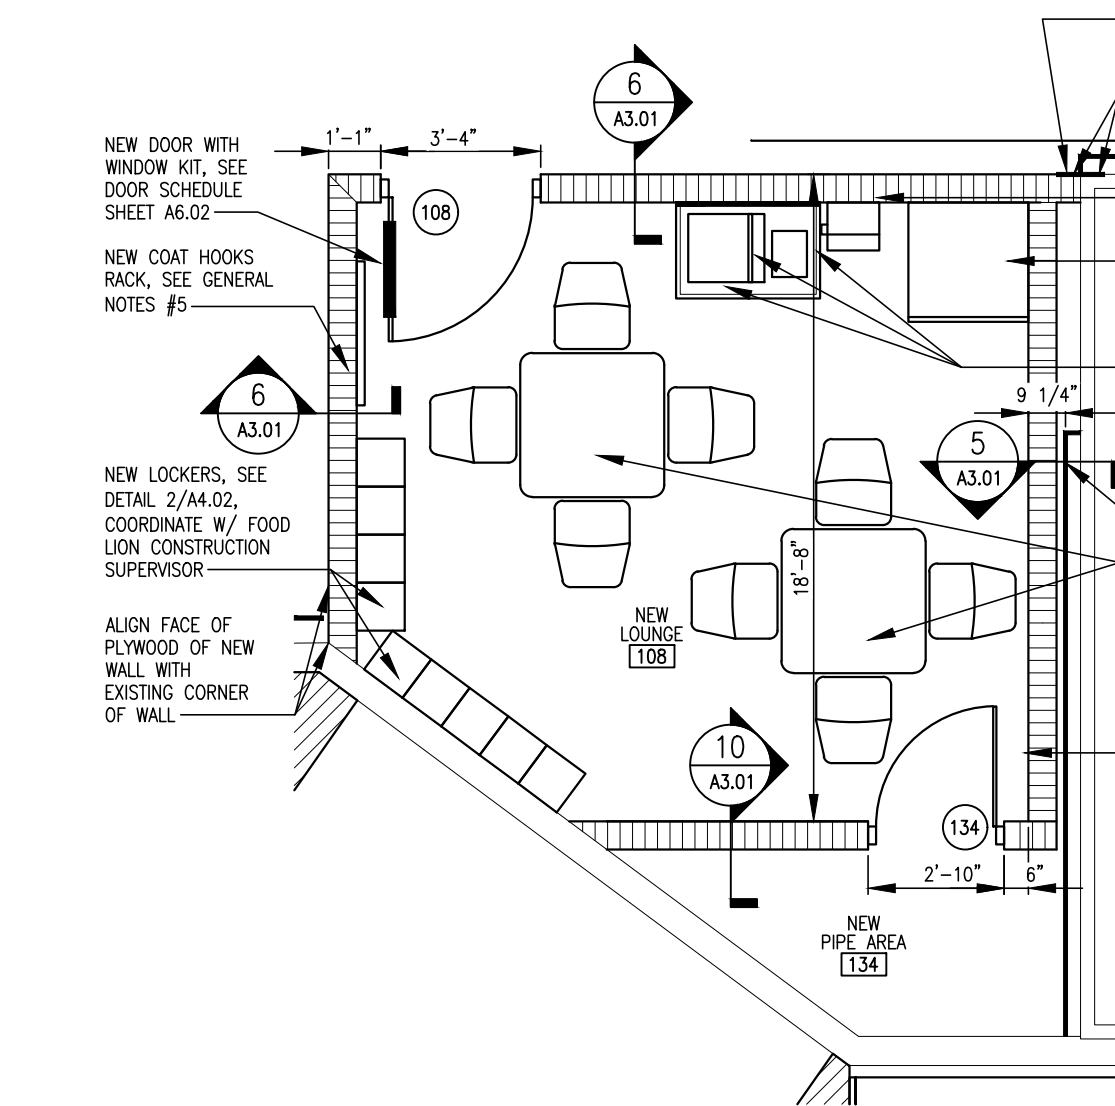 6
A3.01
1'-1"
3'-4"
NEW DOOR WITH
WINDOW KIT, SEE
DOOR SCHEDULE
SHEET A6.02
108
NEW COAT HOOKS
RACK, SEE GENERAL
NOTES #5
6
A3.01
9 1/4"
5
A3.01
NEW LOCKERS, SEE
DETAIL 2/A4.02,
COORDINATE W/ FOOD
LION CONSTRUCTION
SUPERVISOR
18'-8"
NEW
LOUNGE
108
ALIGN FACE OF
PLYWOOD OF NEW
WALL WITH
EXISTING CORNER
OF WALL
10
A3.01
134
2'-10"
6"
NEW
PIPE AREA
134